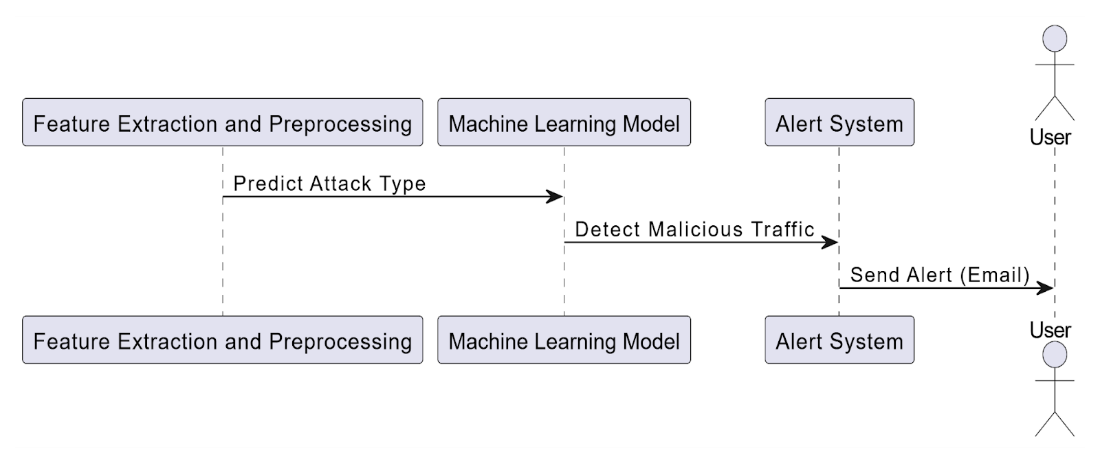 Feature Extraction and Preprocessing
Machine Learning Model
Alert System
User
Predict Attack Type
Detect Malicious Traffic
Send Alert (Email)
User
Feature Extraction and Preprocessing
Machine Learning Model
Alert System